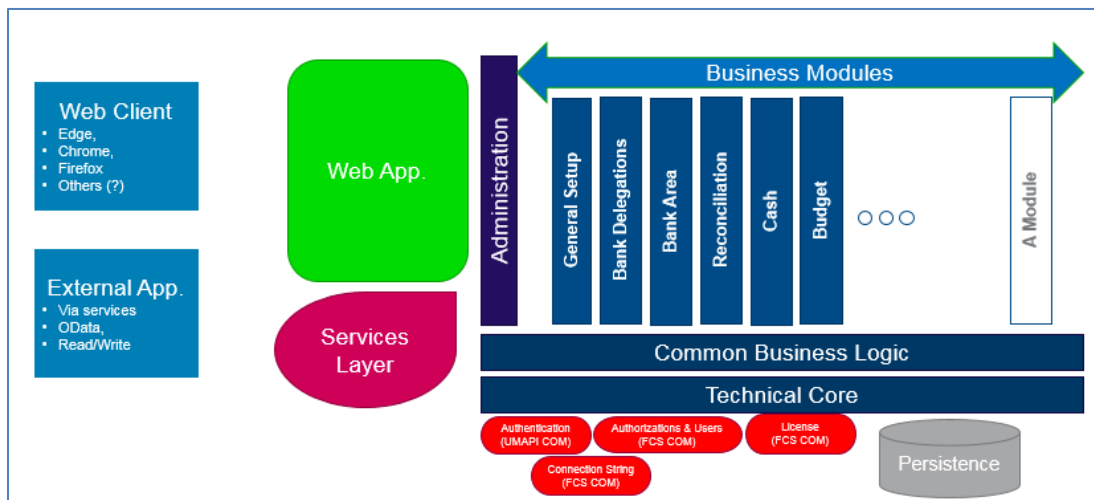 Web Client
• Edge,
• Chrome,
• Firefox
• Others (?)
External App.
• Via services
• OData,
• Read/Write
Web App.
Services
Layer
Administration
Business Modules
General Setup
Bank Delegations
Bank Area
Reconciliation
Cash
Budget
A Module
Common Business Logic
Technical Core
Authentication
(UMAPI COM)
Authorizations & Users
(FCS COM)
License
(FCS COM)
Connection String
(FCS COM)
Persistence